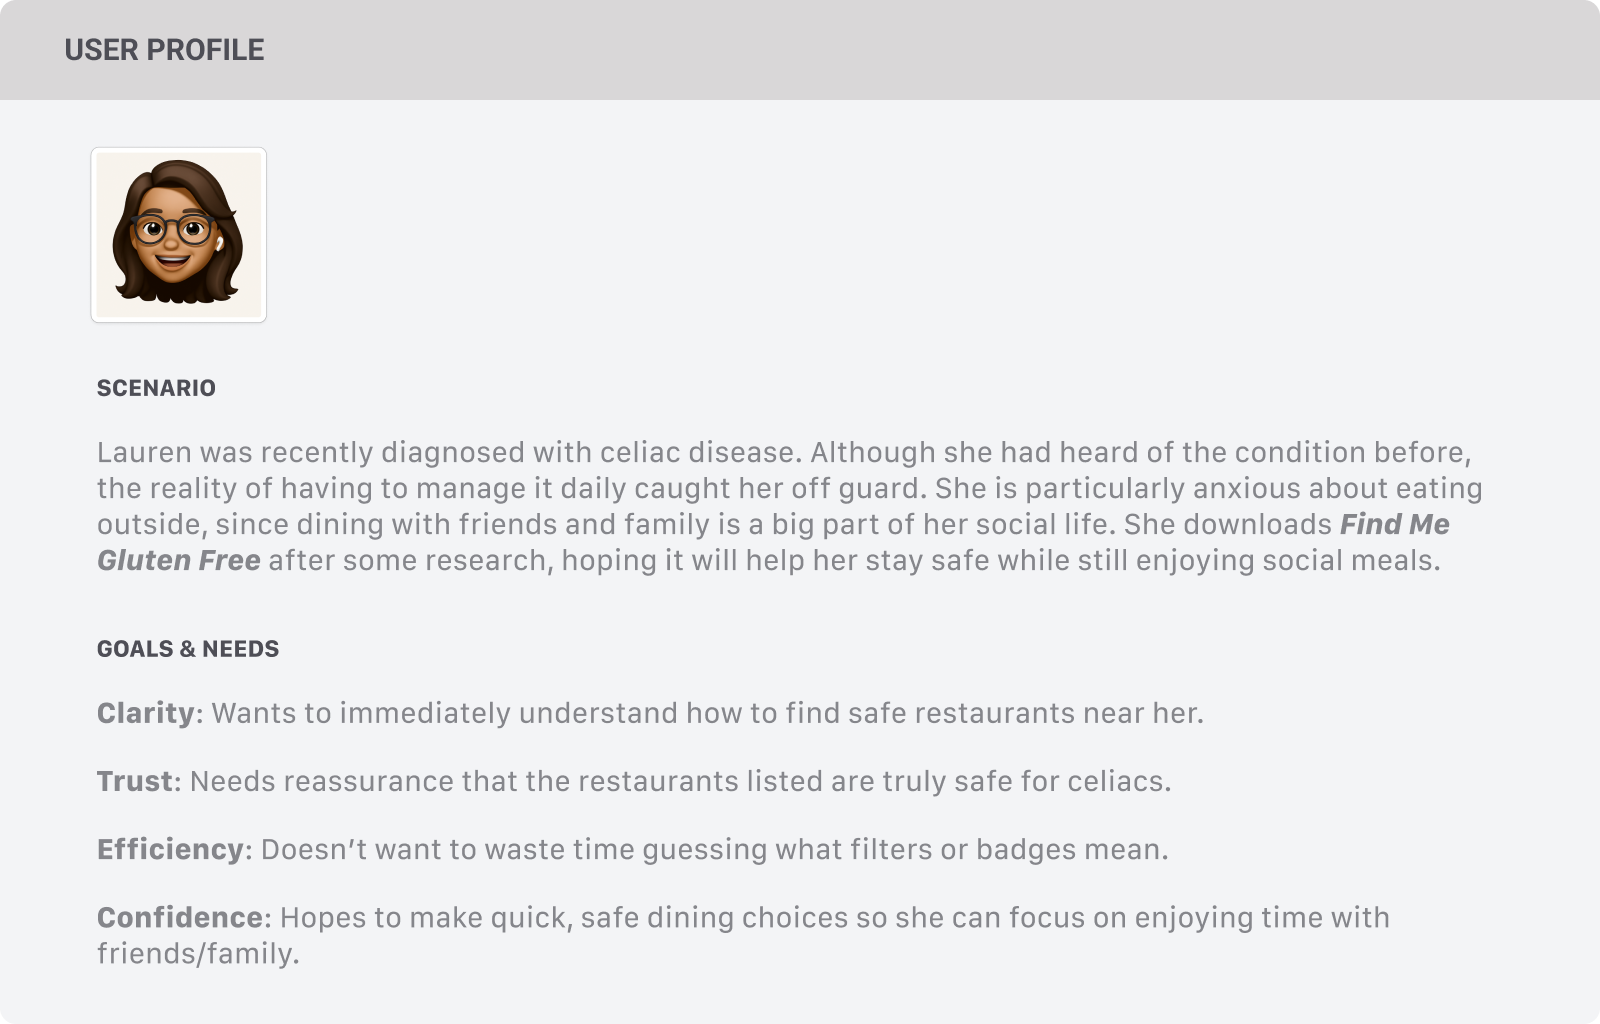 USER PROFILE
SCENARIO
Lauren was recently diagnosed with celiac disease. Although she had heard of the condition before,
the reality of having to manage it daily caught her off guard. She is particularly anxious about eating
outside, since dining with friends and family is a big part of her social life. She downloads Find Me
Gluten Free after some research, hoping it will help her stay safe while still enjoying social meals.
GOALS & NEEDS
Clarity: Wants to immediately understand how to find safe restaurants near her.
Trust: Needs reassurance that the restaurants listed are truly safe for celiacs.
Efficiency: Doesn’t want to waste time guessing what filters or badges mean.
Confidence: Hopes to make quick, safe dining choices so she can focus on enjoying time with
friends/family.